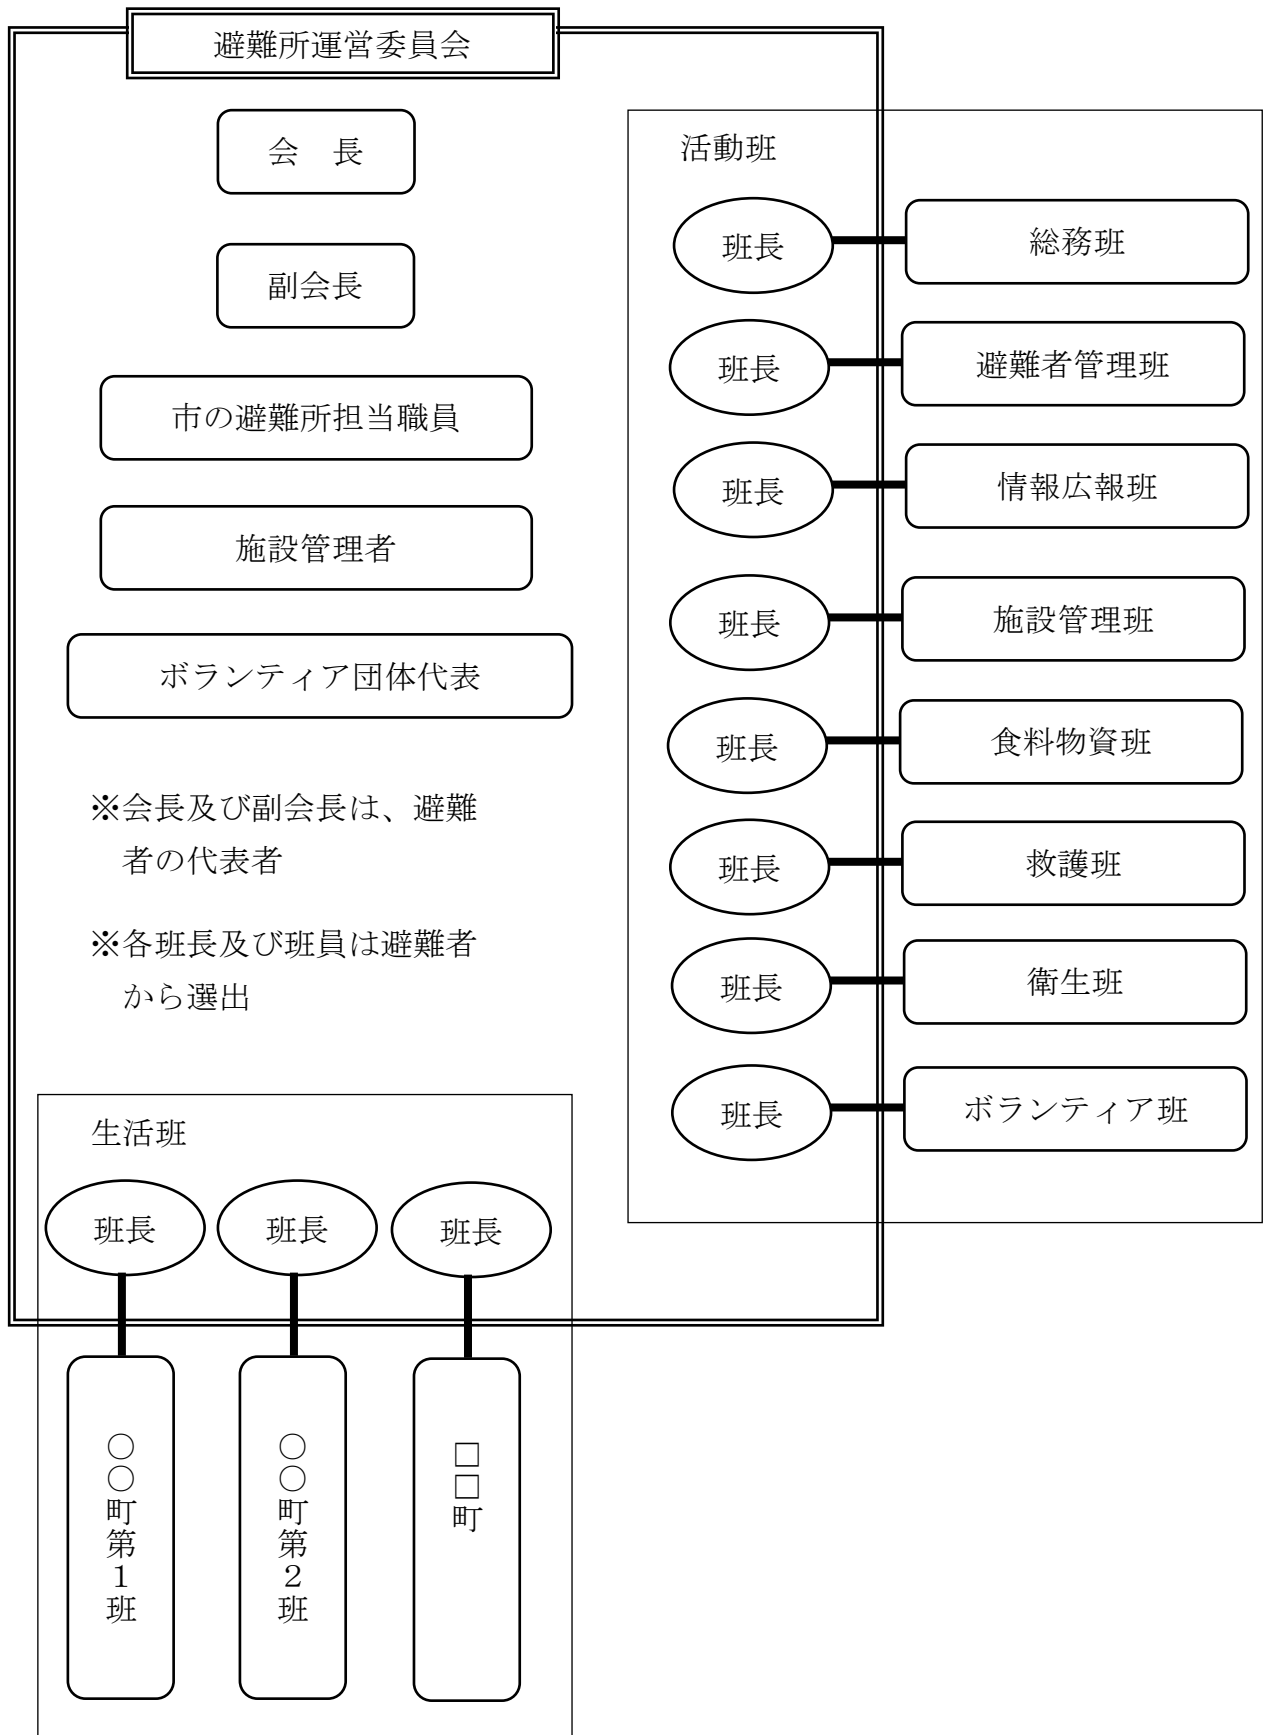 避難所運営委員会
会　長
副会長
市の避難所担当職員
施設管理者
ボランティア団体代表
※会長及び副会長は、避難
者の代表者
※各班長及び班員は避難者
から選出
活動班
班長
総務班
班長
避難者管理班
班長
情報広報班
班長
施設管理班
班長
食料物資班
班長
救護班
班長
衛生班
班長
ボランティア班
生活班
班長
班長
班長
○○町第１班
○○町第２班
□□町